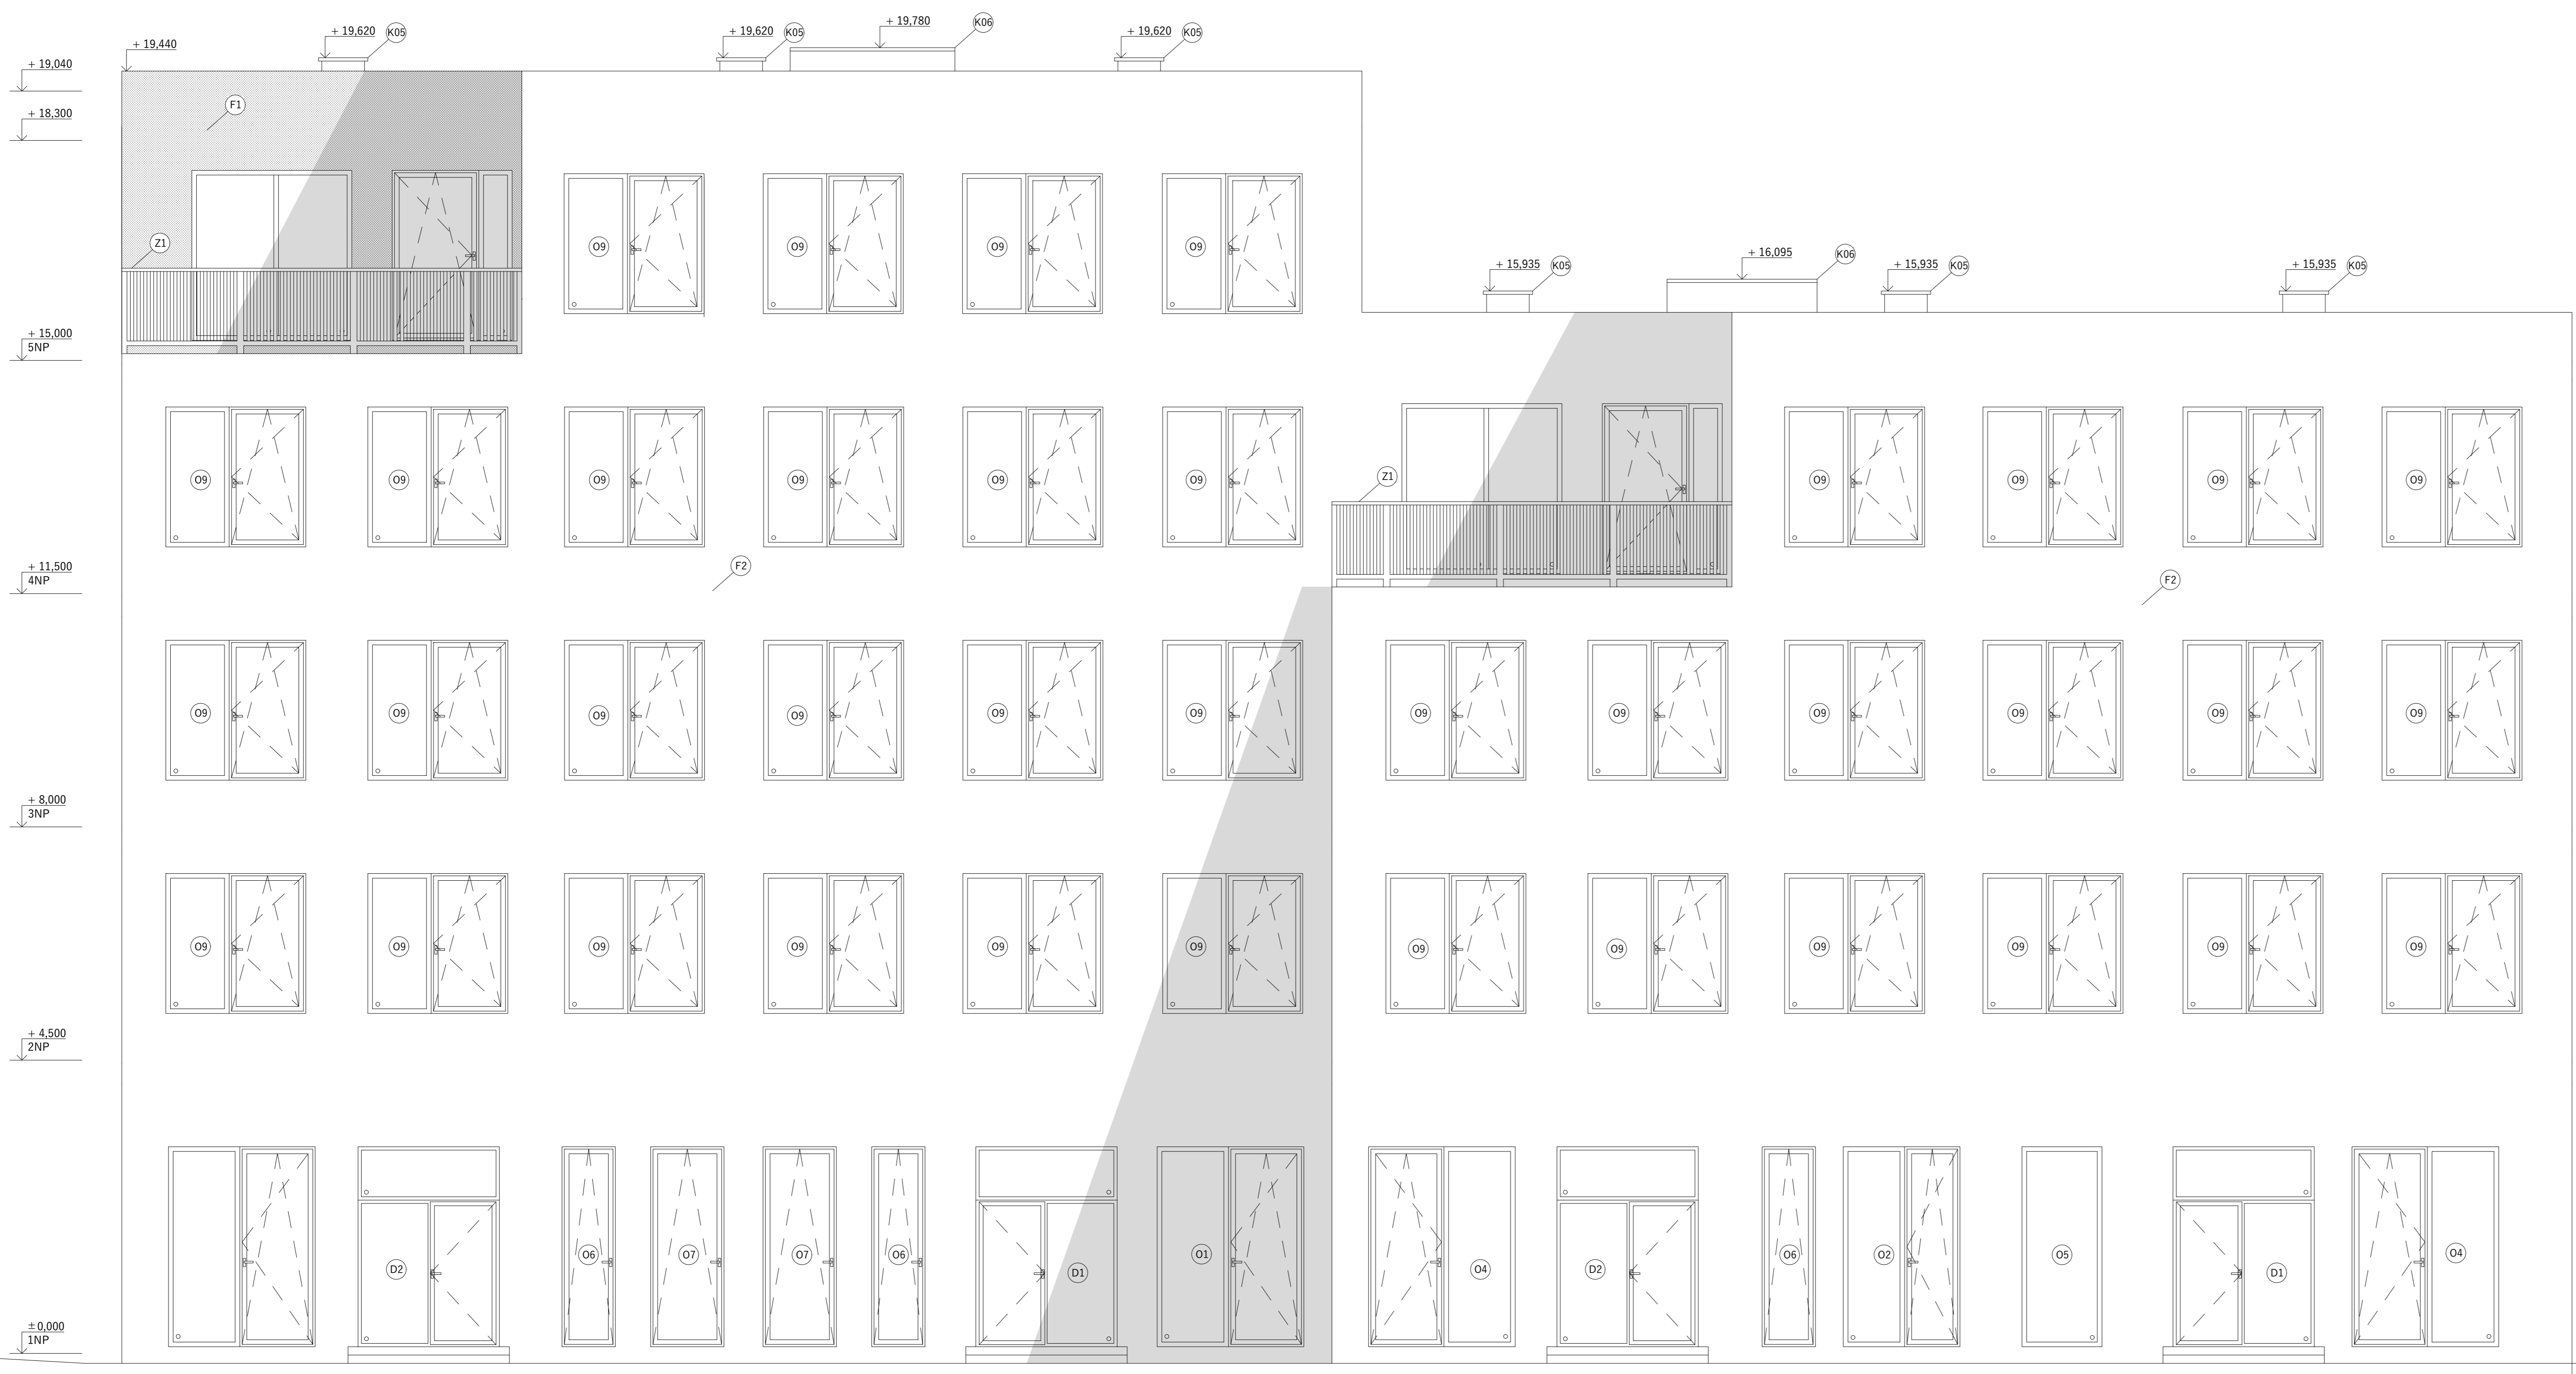 + 19,780 K06
+ 19,620 K05
+ 19,620 K05
+ 19,620 K05
+ 19,440
+ 19,040
F1
+ 18,300
Z1
O9 O9 O9 O9
+ 16,095 K06
+ 15,935 K05
+ 15,935 K05
+ 15,935 K05
+ 15,000
5NP
O9 O9 O9 O9 O9 O9 Z1 O9 O9 O9 O9
F2
F2
+ 11,500
4NP
O9 O9 O9 O9 O9 O9 O9 O9 O9 O9 O9 O9
+ 8,000
3NP
O9 O9 O9 O9 O9 O9 O9 O9 O9 O9 O9 O9
+ 4,500
2NP
D2 O6 O7 O7 O6 D1 O1 O4 D2 O6 O2 O5 D1 O4
±0,000
1NP